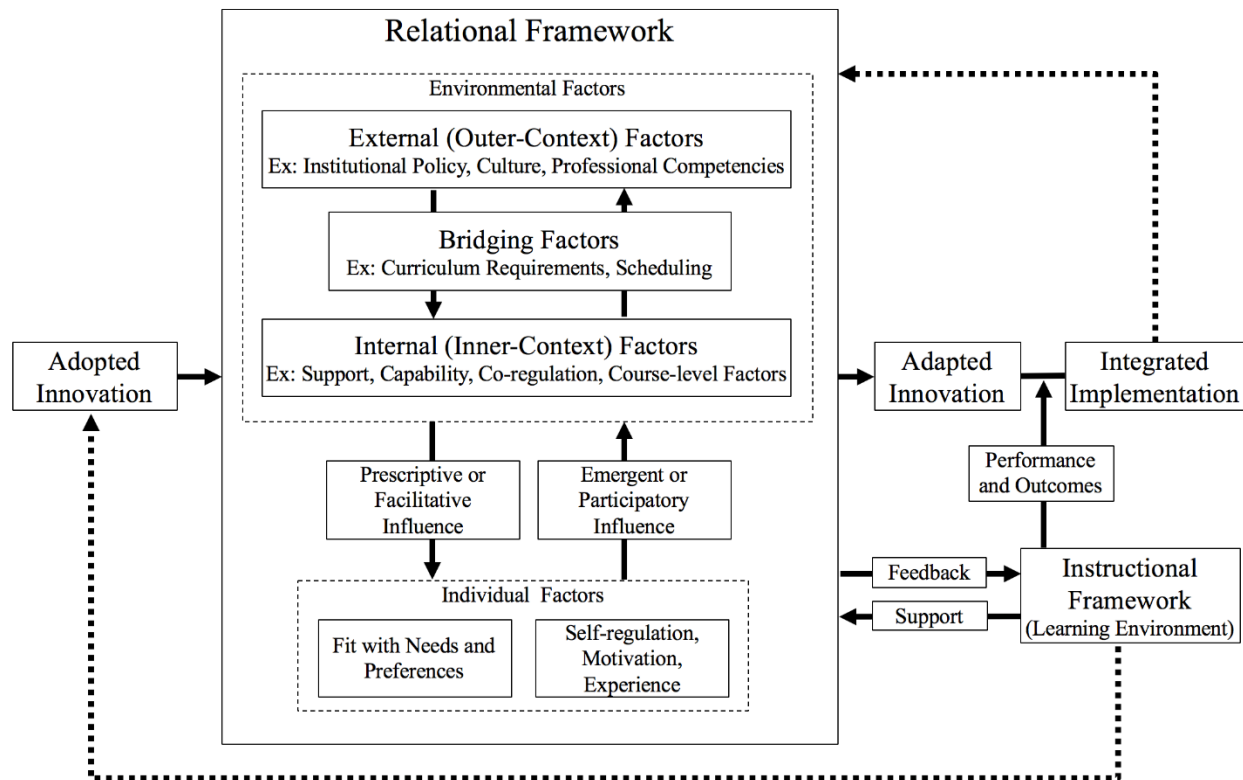 Relational Framework
Environmental Factors
External (Outer-Context) Factors
Ex: Institutional Policy, Culture, Professional Competencies
Bridging Factors
Ex: Curriculum Requirements, Scheduling
Internal (Inner-Context) Factors
Ex: Support, Capability, Co-regulation, Course-level Factors
Adopted
Innovation
Adapted
Innovation
Integrated
Implementation
Prescriptive or
Facilitative
Influence
Emergent or
Participatory
Influence
Performance
and Outcomes
Individual Factors
Fit with Needs and
Preferences
Self-regulation,
Motivation,
Experience
Feedback
Support
Instructional
Framework
(Learning Environment)